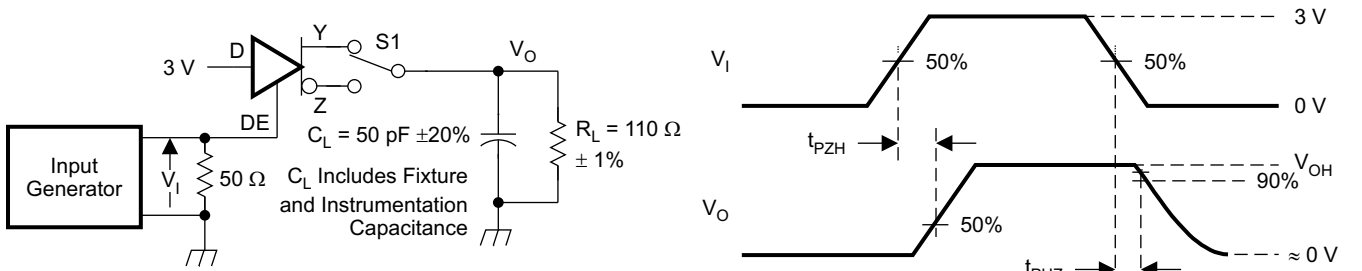 3 V
D
Y
S1
Z
DE
V_O
Input
Generator
V_I
50 Ω
C_L = 50 pF ±20%
C_L Includes Fixture
and Instrumentation
Capacitance
R_L = 110 Ω
± 1%
V_I
50%
50%
3 V
0 V
t_PZH
V_O
50%
V_OH
90%
≈ 0 V
t_PHZ